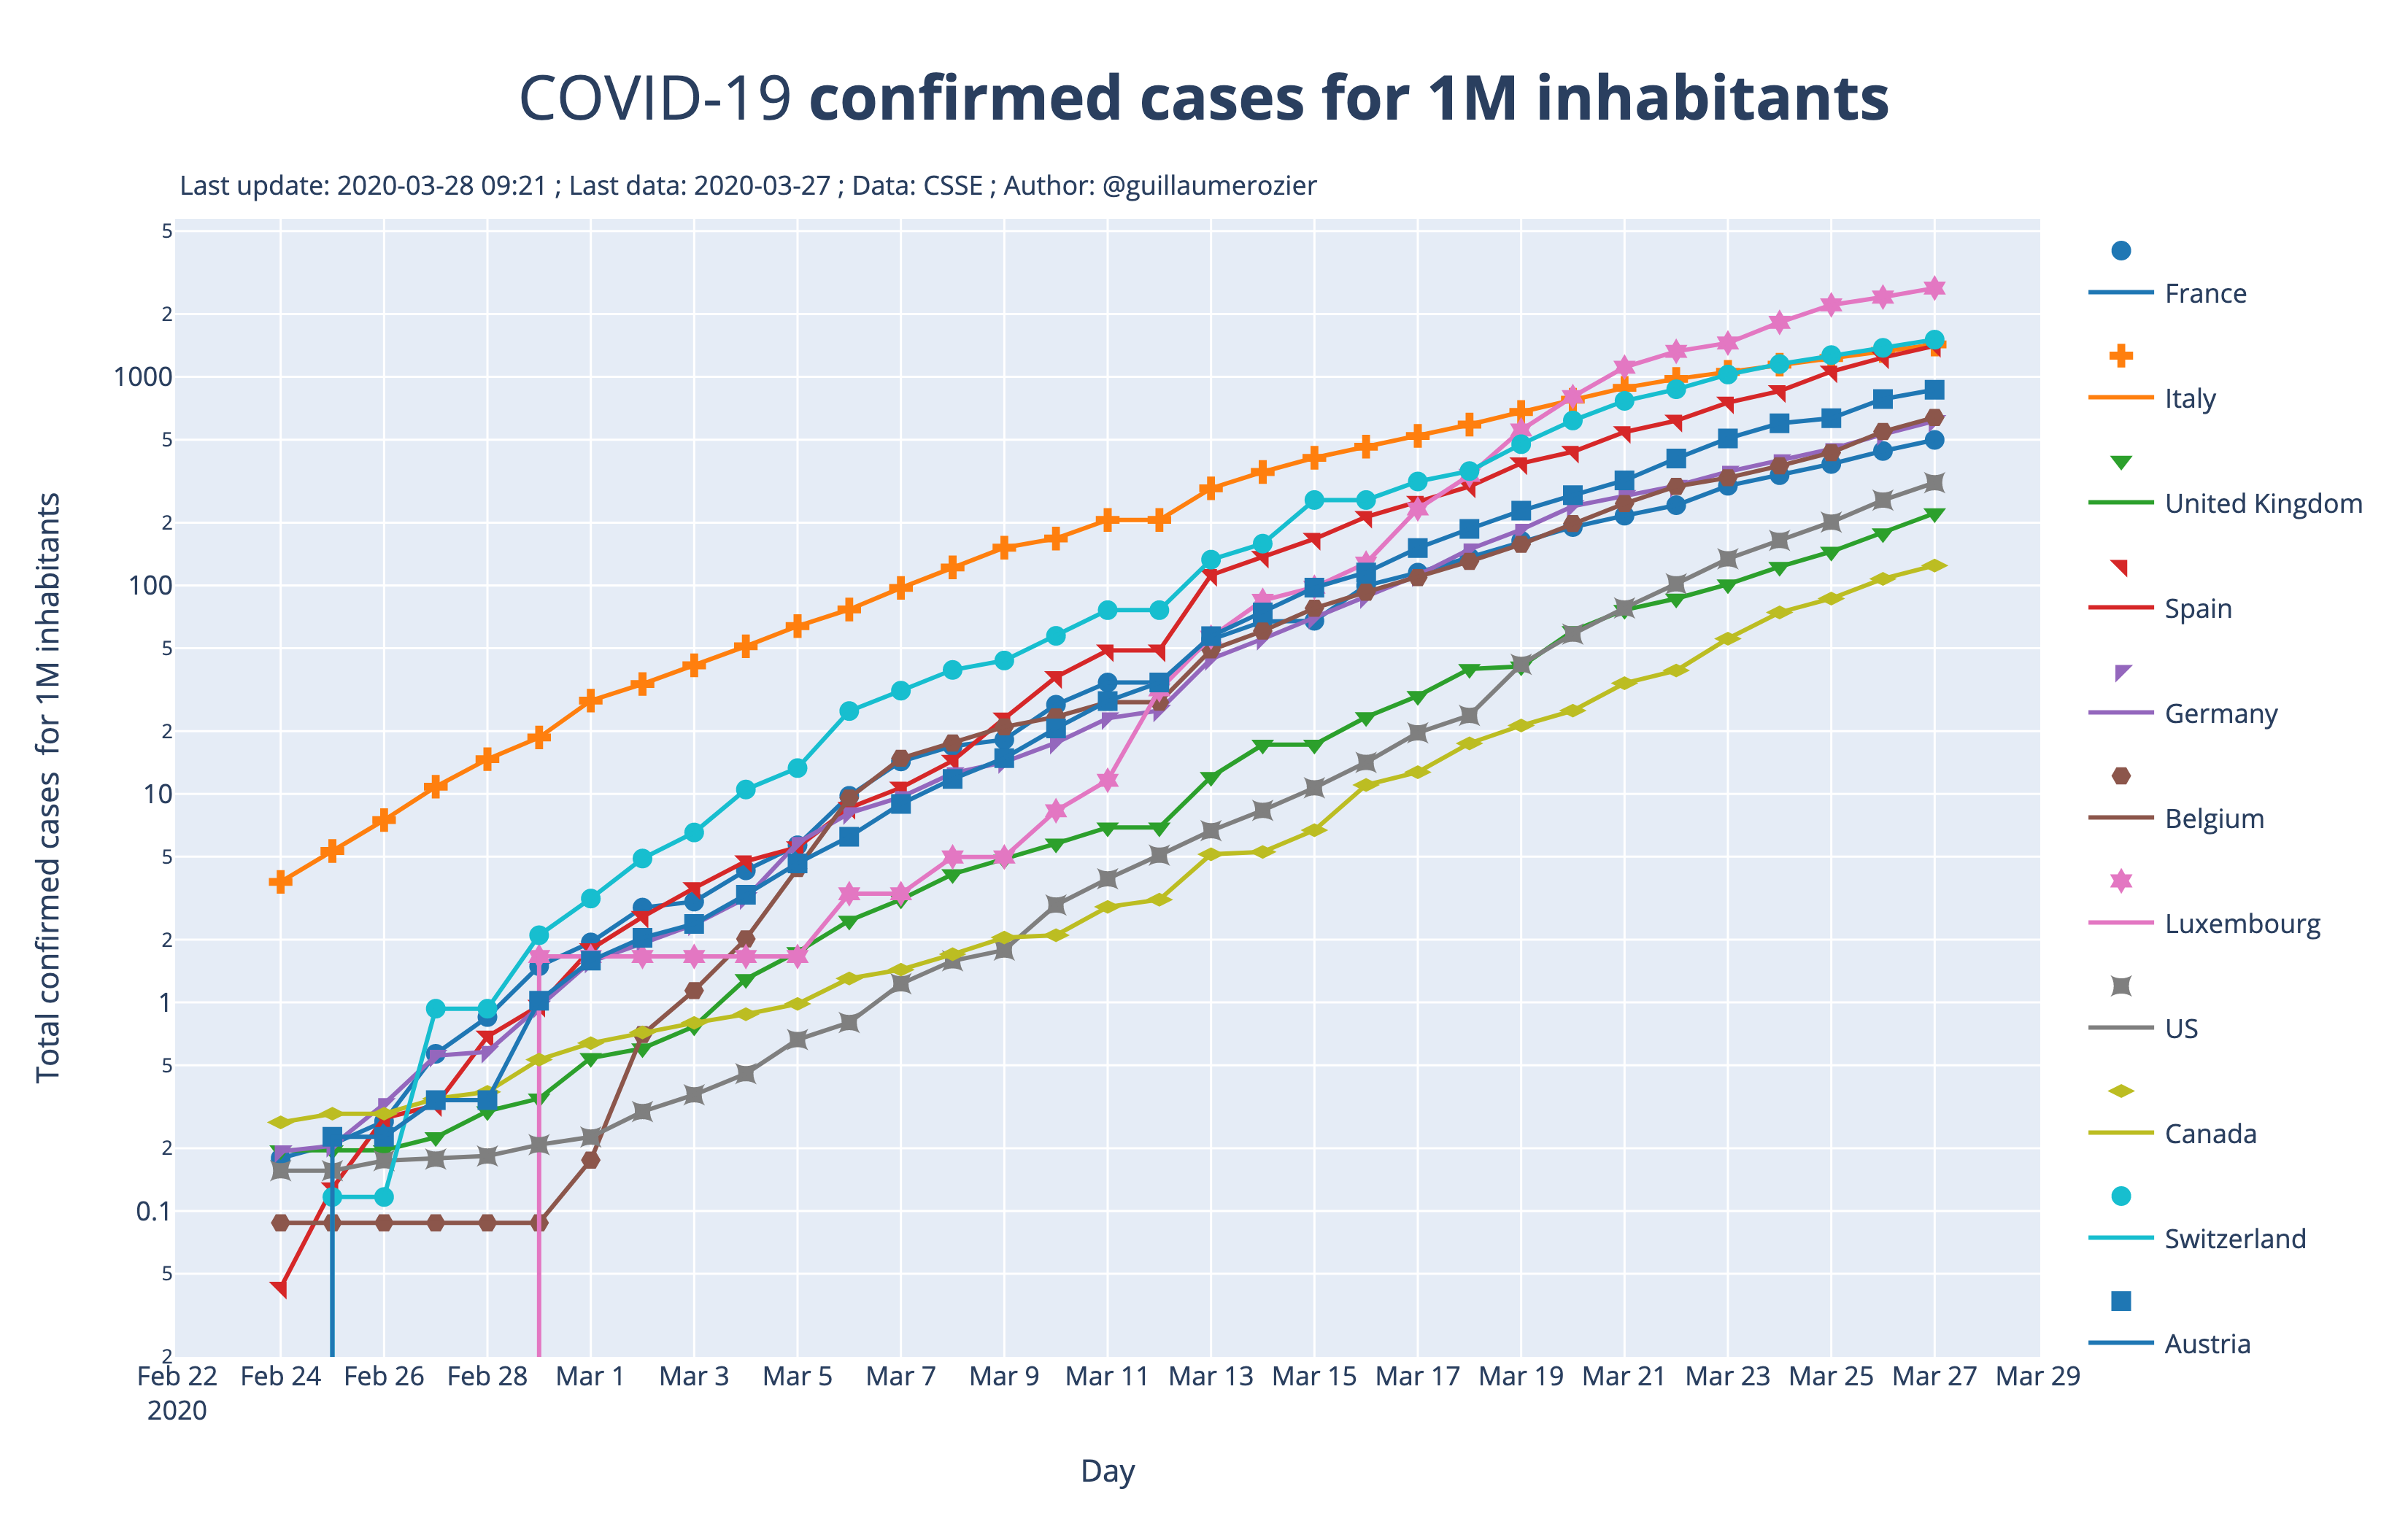 COVID-19 confirmed cases for 1M inhabitants
Last update: 2020-03-28 09:21 ; Last data: 2020-03-27 ; Data: CSSE ; Author: @guillaumerozier
Total confirmed cases for 1M inhabitants
5
2
1000
5
2
100
5
2
10
5
2
1
5
2
0.1
5
2
Feb 22 Feb 24 Feb 26 Feb 28 Mar 1 Mar 3 Mar 5 Mar 7 Mar 9 Mar 11 Mar 13 Mar 15 Mar 17 Mar 19 Mar 21 Mar 23 Mar 25 Mar 27 Mar 29
2020
Day
France
Italy
United Kingdom
Spain
Germany
Belgium
Luxembourg
US
Canada
Switzerland
Austria